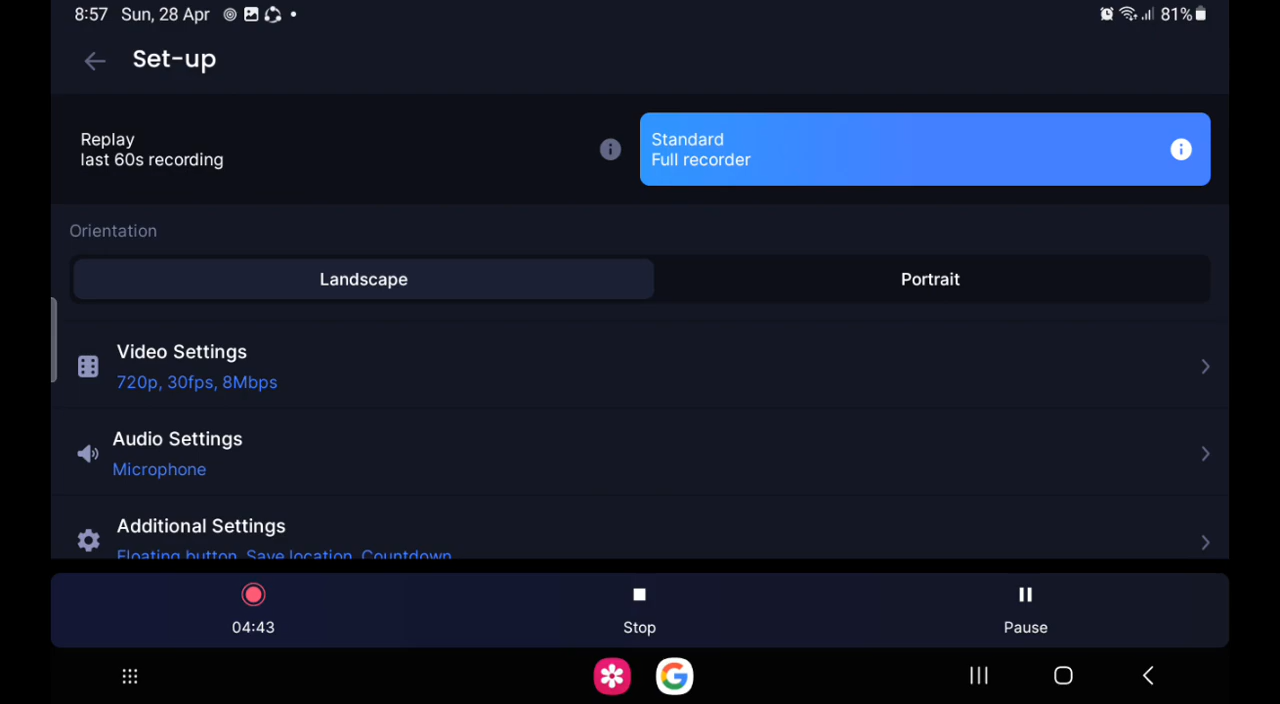 8:57 Sun, 28 Apr
81%
Set-up
Replay
last 60s recording
Standard
Full recorder
Orientation
Landscape
Portrait
Video Settings
720p, 30fps, 8Mbps
Audio Settings
Microphone
Additional Settings
Floating button, Save location, Countdown
04:43
Stop
Pause